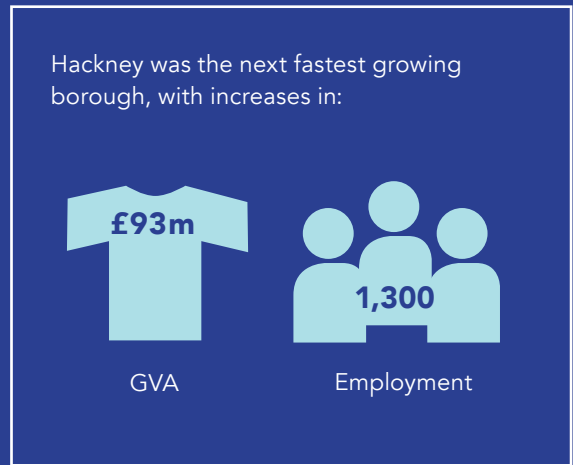 Hackney was the next fastest growing
borough, with increases in:
£93m
1,300
GVA
Employment